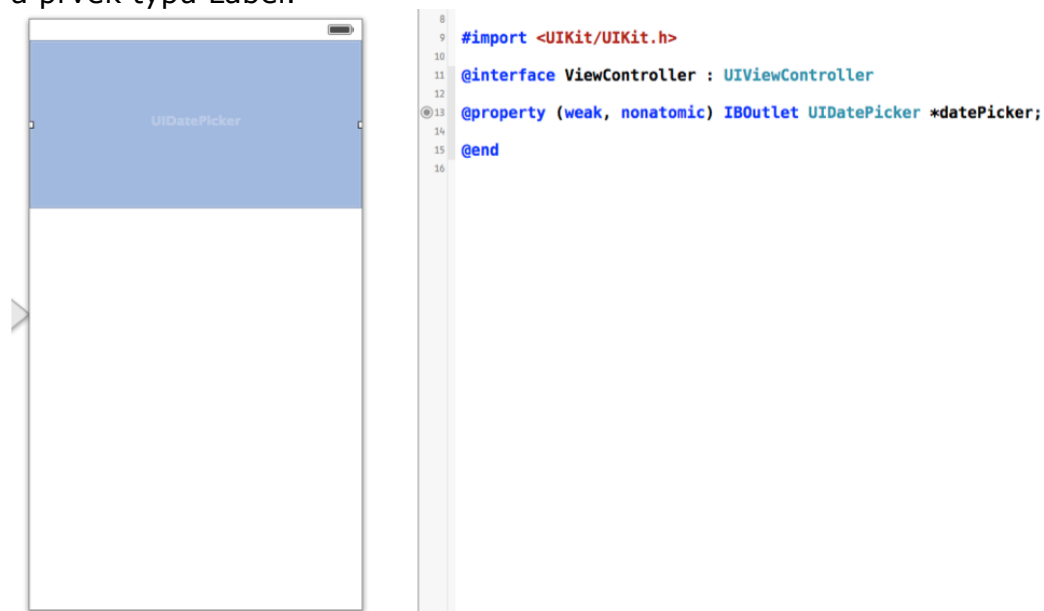 a prvek typu Label.
UIDatePicker
8
9 #import <UIKit/UIKit.h>
10
11 @interface ViewController : UIViewController
12
13 @property (weak, nonatomic) IBOutlet UIDatePicker *datePicker;
14
15 @end
16